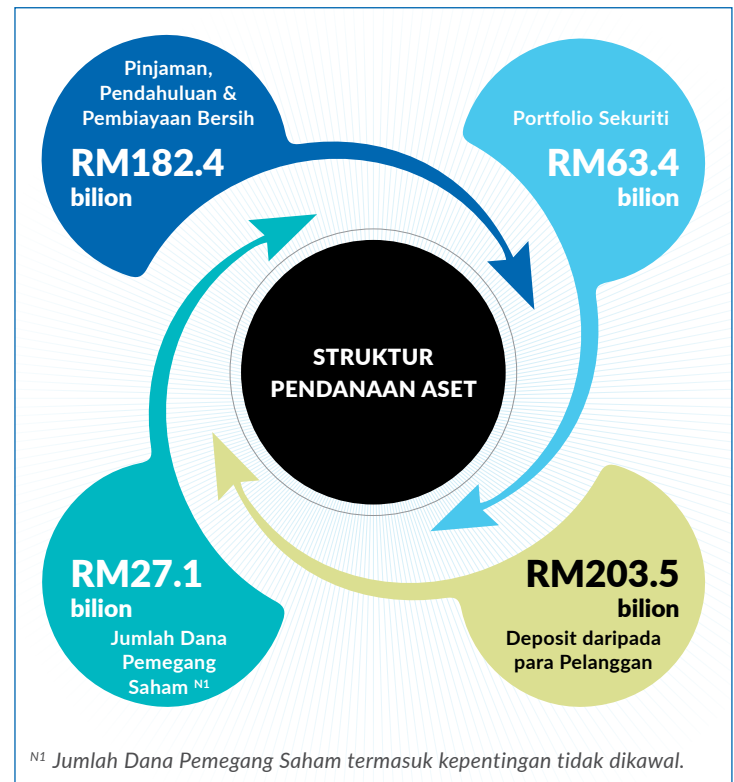 Pinjaman,
Pendahuluan &
Pembiayaan Bersih
RM182.4
bilion
Portfolio Sekuriti
RM63.4
bilion
STRUKTUR
PENDANAAN ASET
RM27.1
bilion
Jumlah Dana
Pemegang
Saham N1
RM203.5
bilion
Deposit daripada
para Pelanggan
N1 Jumlah Dana Pemegang Saham termasuk kepentingan tidak dikawal.